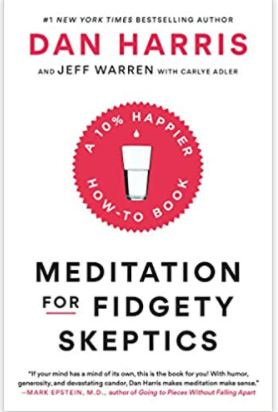 #1 NEW YORK TIMES BESTSELLING AUTHOR
DAN HARRIS
AND JEFF WARREN WITH CARLYE ADLER
A 10% HAPPIER
HOW-TO BOOK
MEDITATION
FOR FIDGETY
SKEPTICS
"If your mind has a mind of its own, this is the book for you! With humor,
generosity, and devastating candor, Dan Harris makes meditation make sense."
—MARK EPSTEIN, M.D., author of Going to Pieces Without Falling Apart